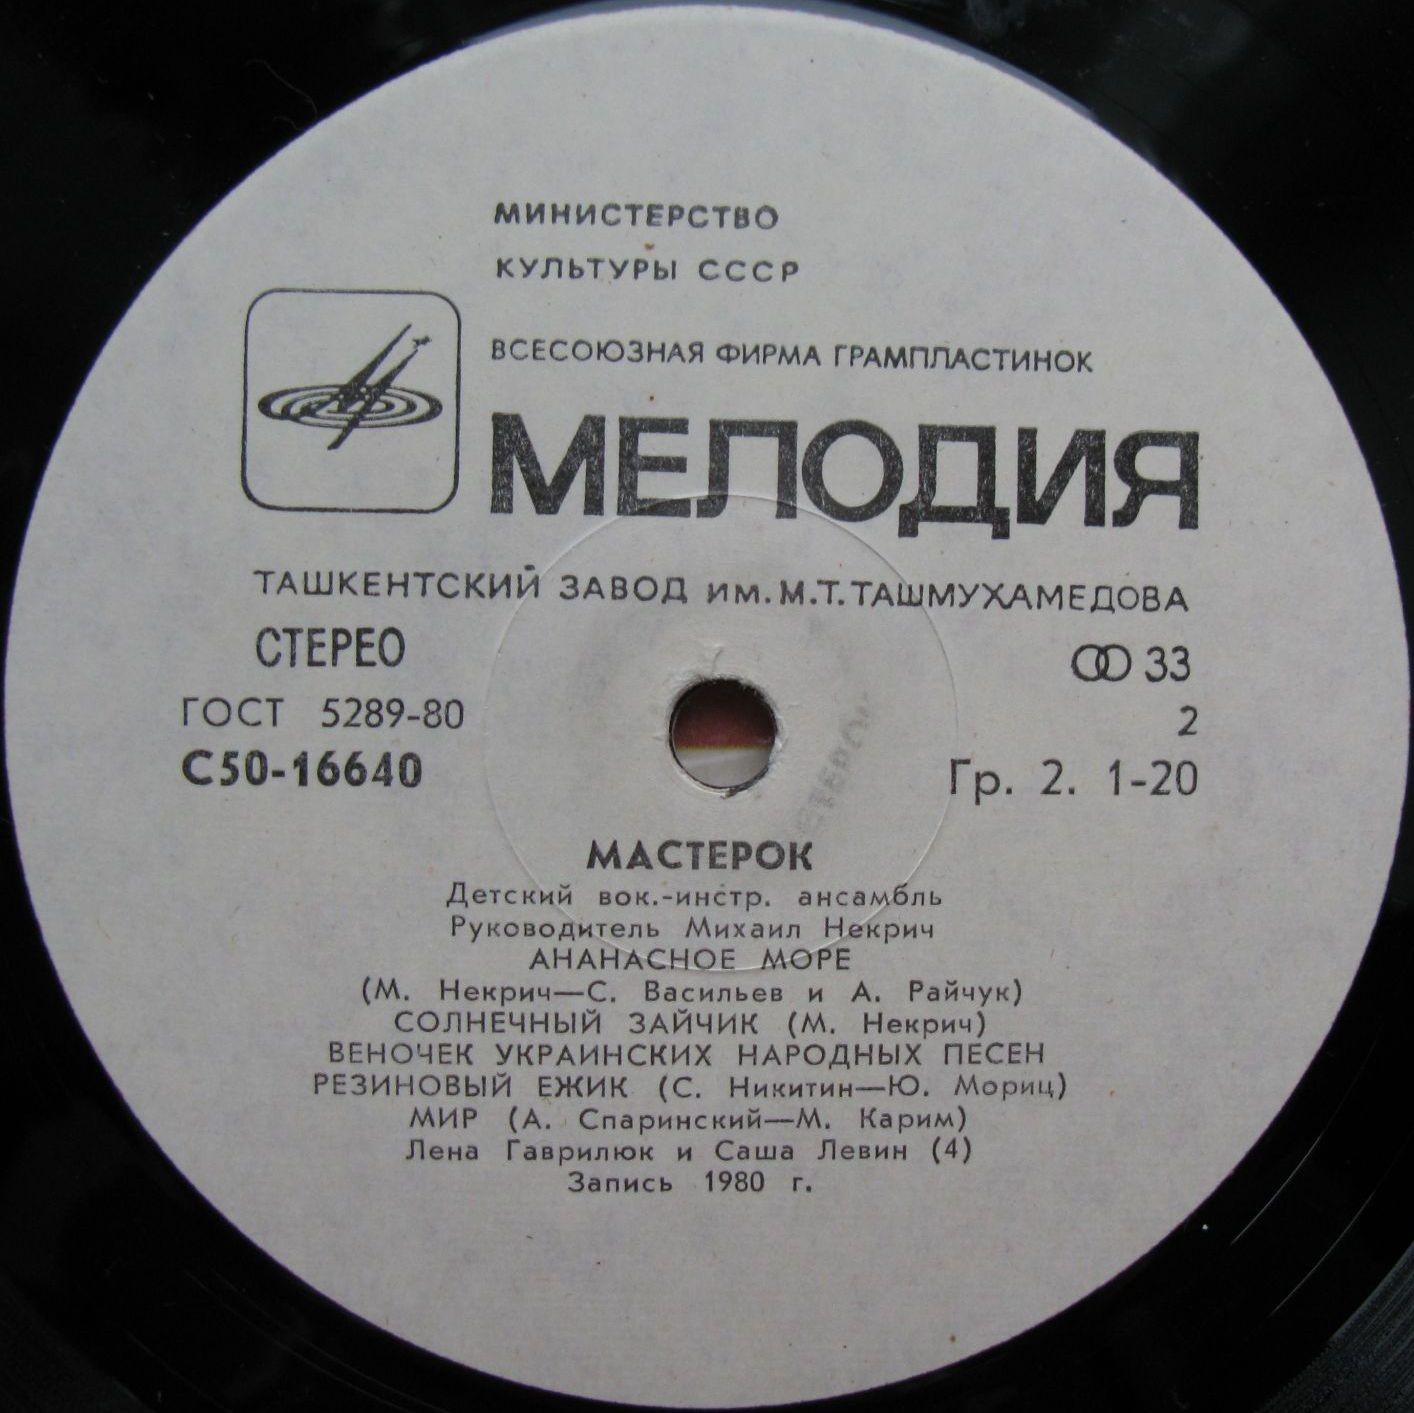 МИНИСТЕРСТВО
КУЛЬТУРЫ СССР
ВСЕСОЮЗНАЯ ФИРМА ГРАМПЛАСТИНОК
МЕЛОДИЯ
ТАШКЕНТСКИЙ ЗАВОД им. М.Т. ТАШМУХАМЕДОВА
СТЕРЕО 33
ГОСТ 5289-80 2
С50-16640 Гр. 2. 1-20
МАСТЕРОК
Детский вок.-инстр. ансамбль
Руководитель Михаил Некрич
АНАНАСНОЕ МОРЕ
(М. Некрич—С. Васильев и А. Райчук)
СОЛНЕЧНЫЙ ЗАЙЧИК (М. Некрич)
ВЕНОЧЕК УКРАИНСКИХ НАРОДНЫХ ПЕСЕН
РЕЗИНОВЫЙ ЕЖИК (С. Никитин—Ю. Мориц)
МИР (А. Спаринский—М. Карим)
Лена Гаврилюк и Саша Левин (4)
Запись 1980 г.